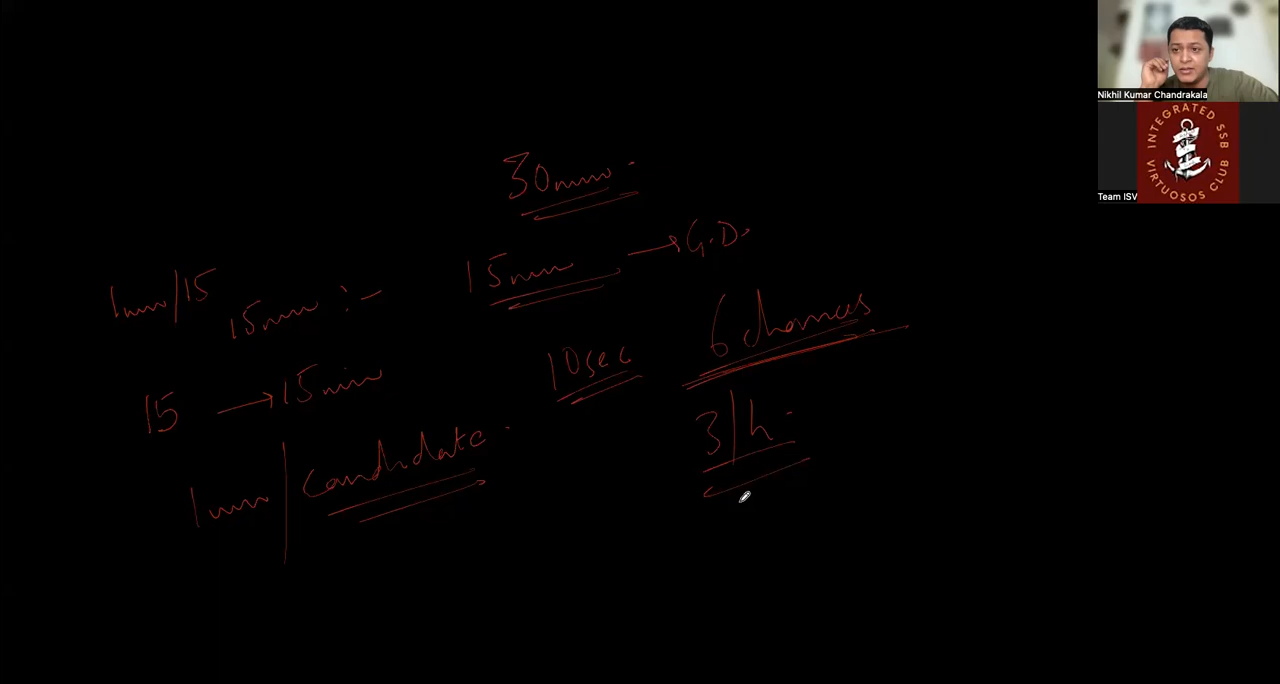 30min.
15min → G.D.
1min/15
15min :-
6 chances
10sec
15 → 15min
3/h.
1min/candidate.
Nikhil Kumar Chandrakala
INTEGRATED SSB
VIRTUOSOS CLUB
Team ISV